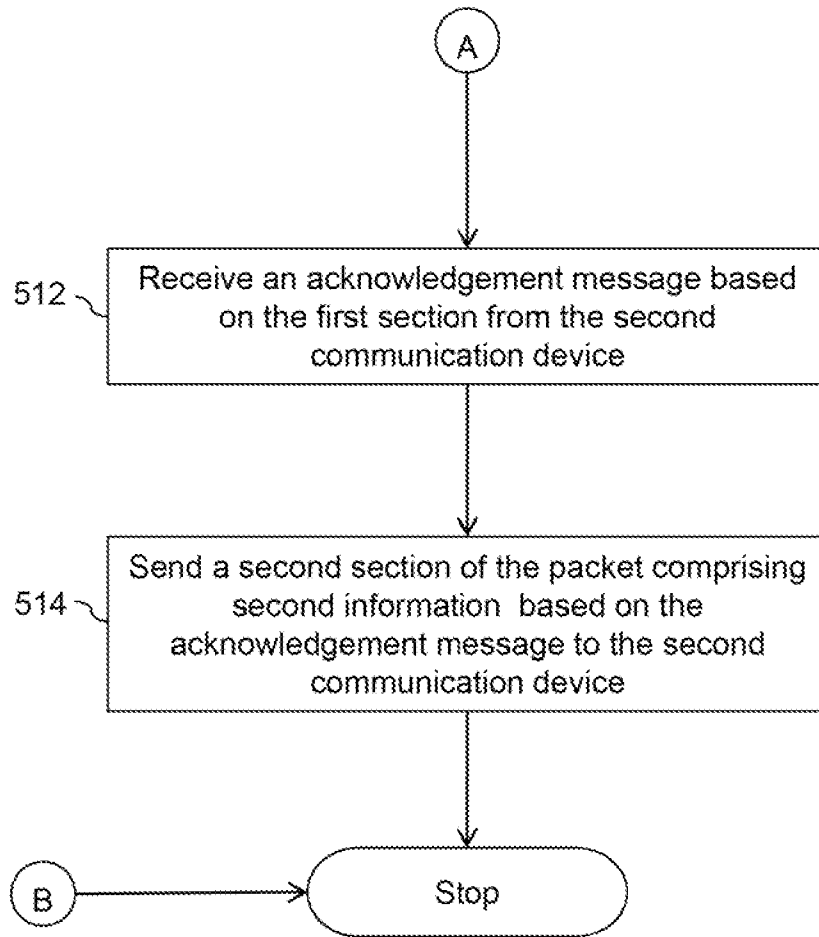 A
512
Receive an acknowledgement message based
on the first section from the second
communication device
514
Send a second section of the packet comprising
second information based on the
acknowledgement message to the second
communication device
B
Stop